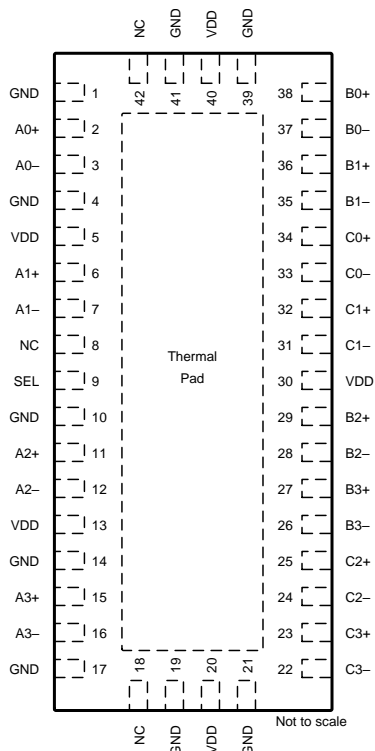 NC GND VDD GND
42 41 40 39
GND 1 38 B0+
A0+ 2 37 B0–
A0– 3 36 B1+
GND 4 35 B1–
VDD 5 34 C0+
A1+ 6 33 C0–
A1– 7 32 C1+
NC 8 31 C1–
SEL 9 30 VDD
GND 10 29 B2+
A2+ 11 28 B2–
A2– 12 27 B3+
VDD 13 26 B3–
GND 14 25 C2+
A3+ 15 24 C2–
A3– 16 23 C3+
GND 17 22 C3–
Thermal
Pad
18 19 20 21
NC GND VDD GND
Not to scale